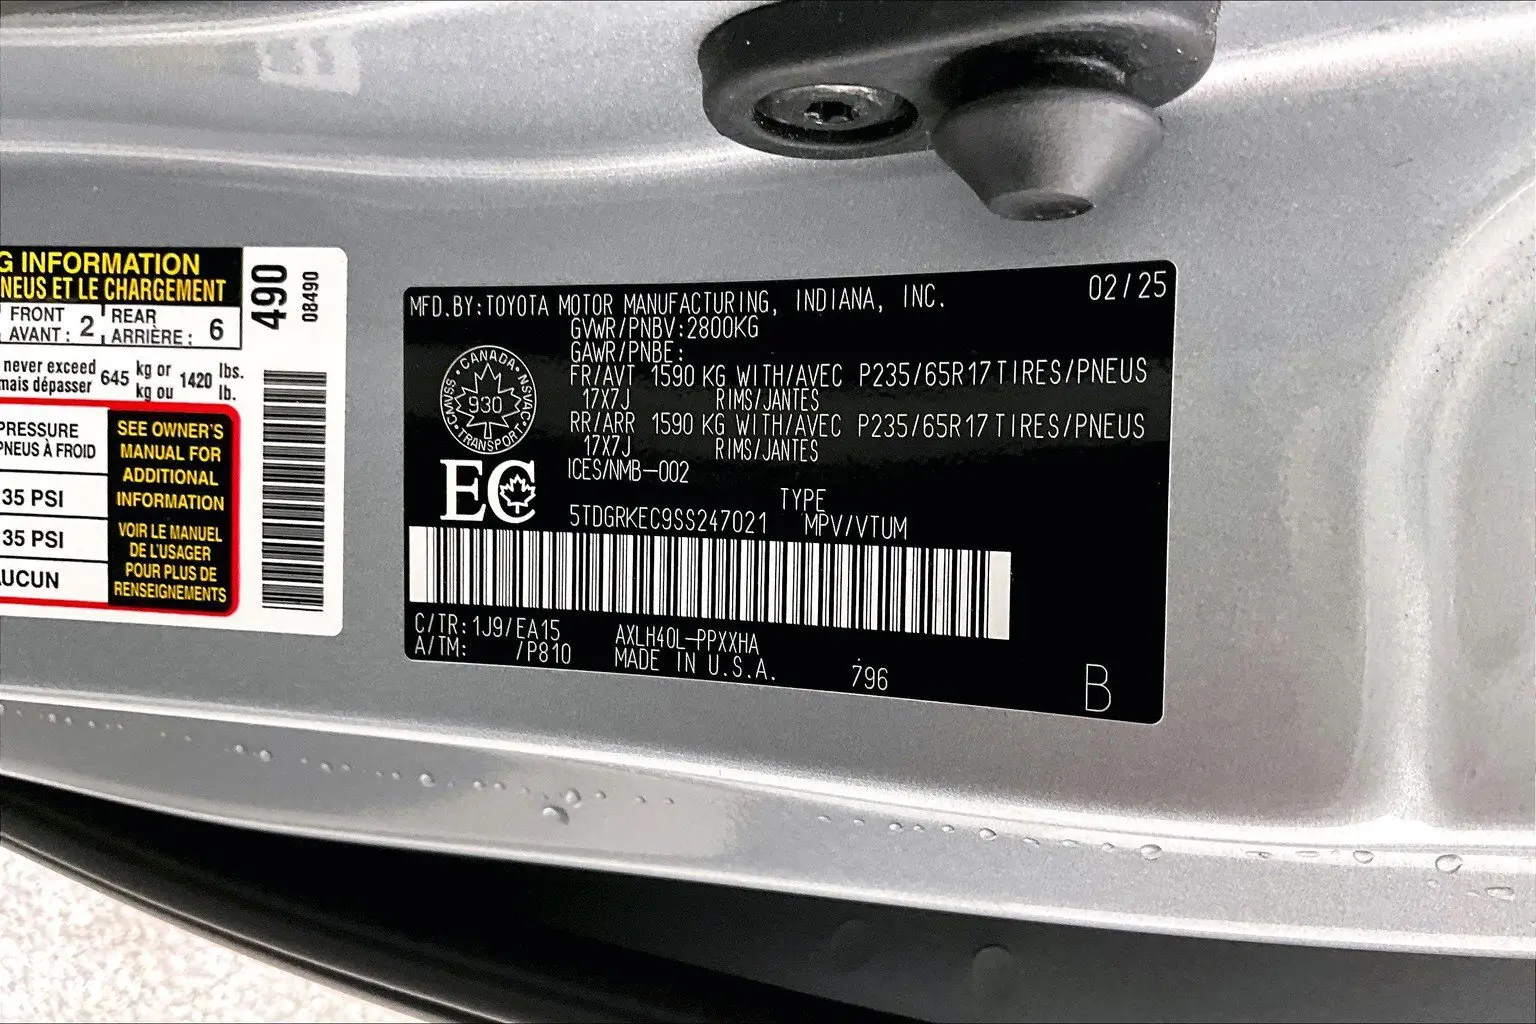 G INFORMATION
NEUS ET LE CHARGEMENT
FRONT
AVANT : 2
REAR
ARRIÈRE : 6
never exceed
mais dépasser
645
kg or
kg ou
1420
lbs.
lb.
PRESSURE
PNEUS À FROID
35 PSI
35 PSI
UCUN
SEE OWNER'S
MANUAL FOR
ADDITIONAL
INFORMATION
VOIR LE MANUEL
DE L'USAGER
POUR PLUS DE
RENSEIGNEMENTS
490
08490
MFD.BY:TOYOTA MOTOR MANUFACTURING, INDIANA, INC.
02/25
GVWR/PNBV:2800KG
GAWR/PNBE:
FR/AVT 1590 KG WITH/AVEC P235/65R17 TIRES/PNEUS
17X7J RIMS/JANTES
RR/ARR 1590 KG WITH/AVEC P235/65R17 TIRES/PNEUS
17X7J RIMS/JANTES
ICES/NMB-002
CANADA
CMVSS
NSVAC
930
TRANSPORT
EC
TYPE
5TDGRKEC9SS247021 MPV/VTUM
C/TR:1J9/EA15 AXLH40L-PPXXHA
A/TM: /P810 MADE IN U.S.A.
796
B